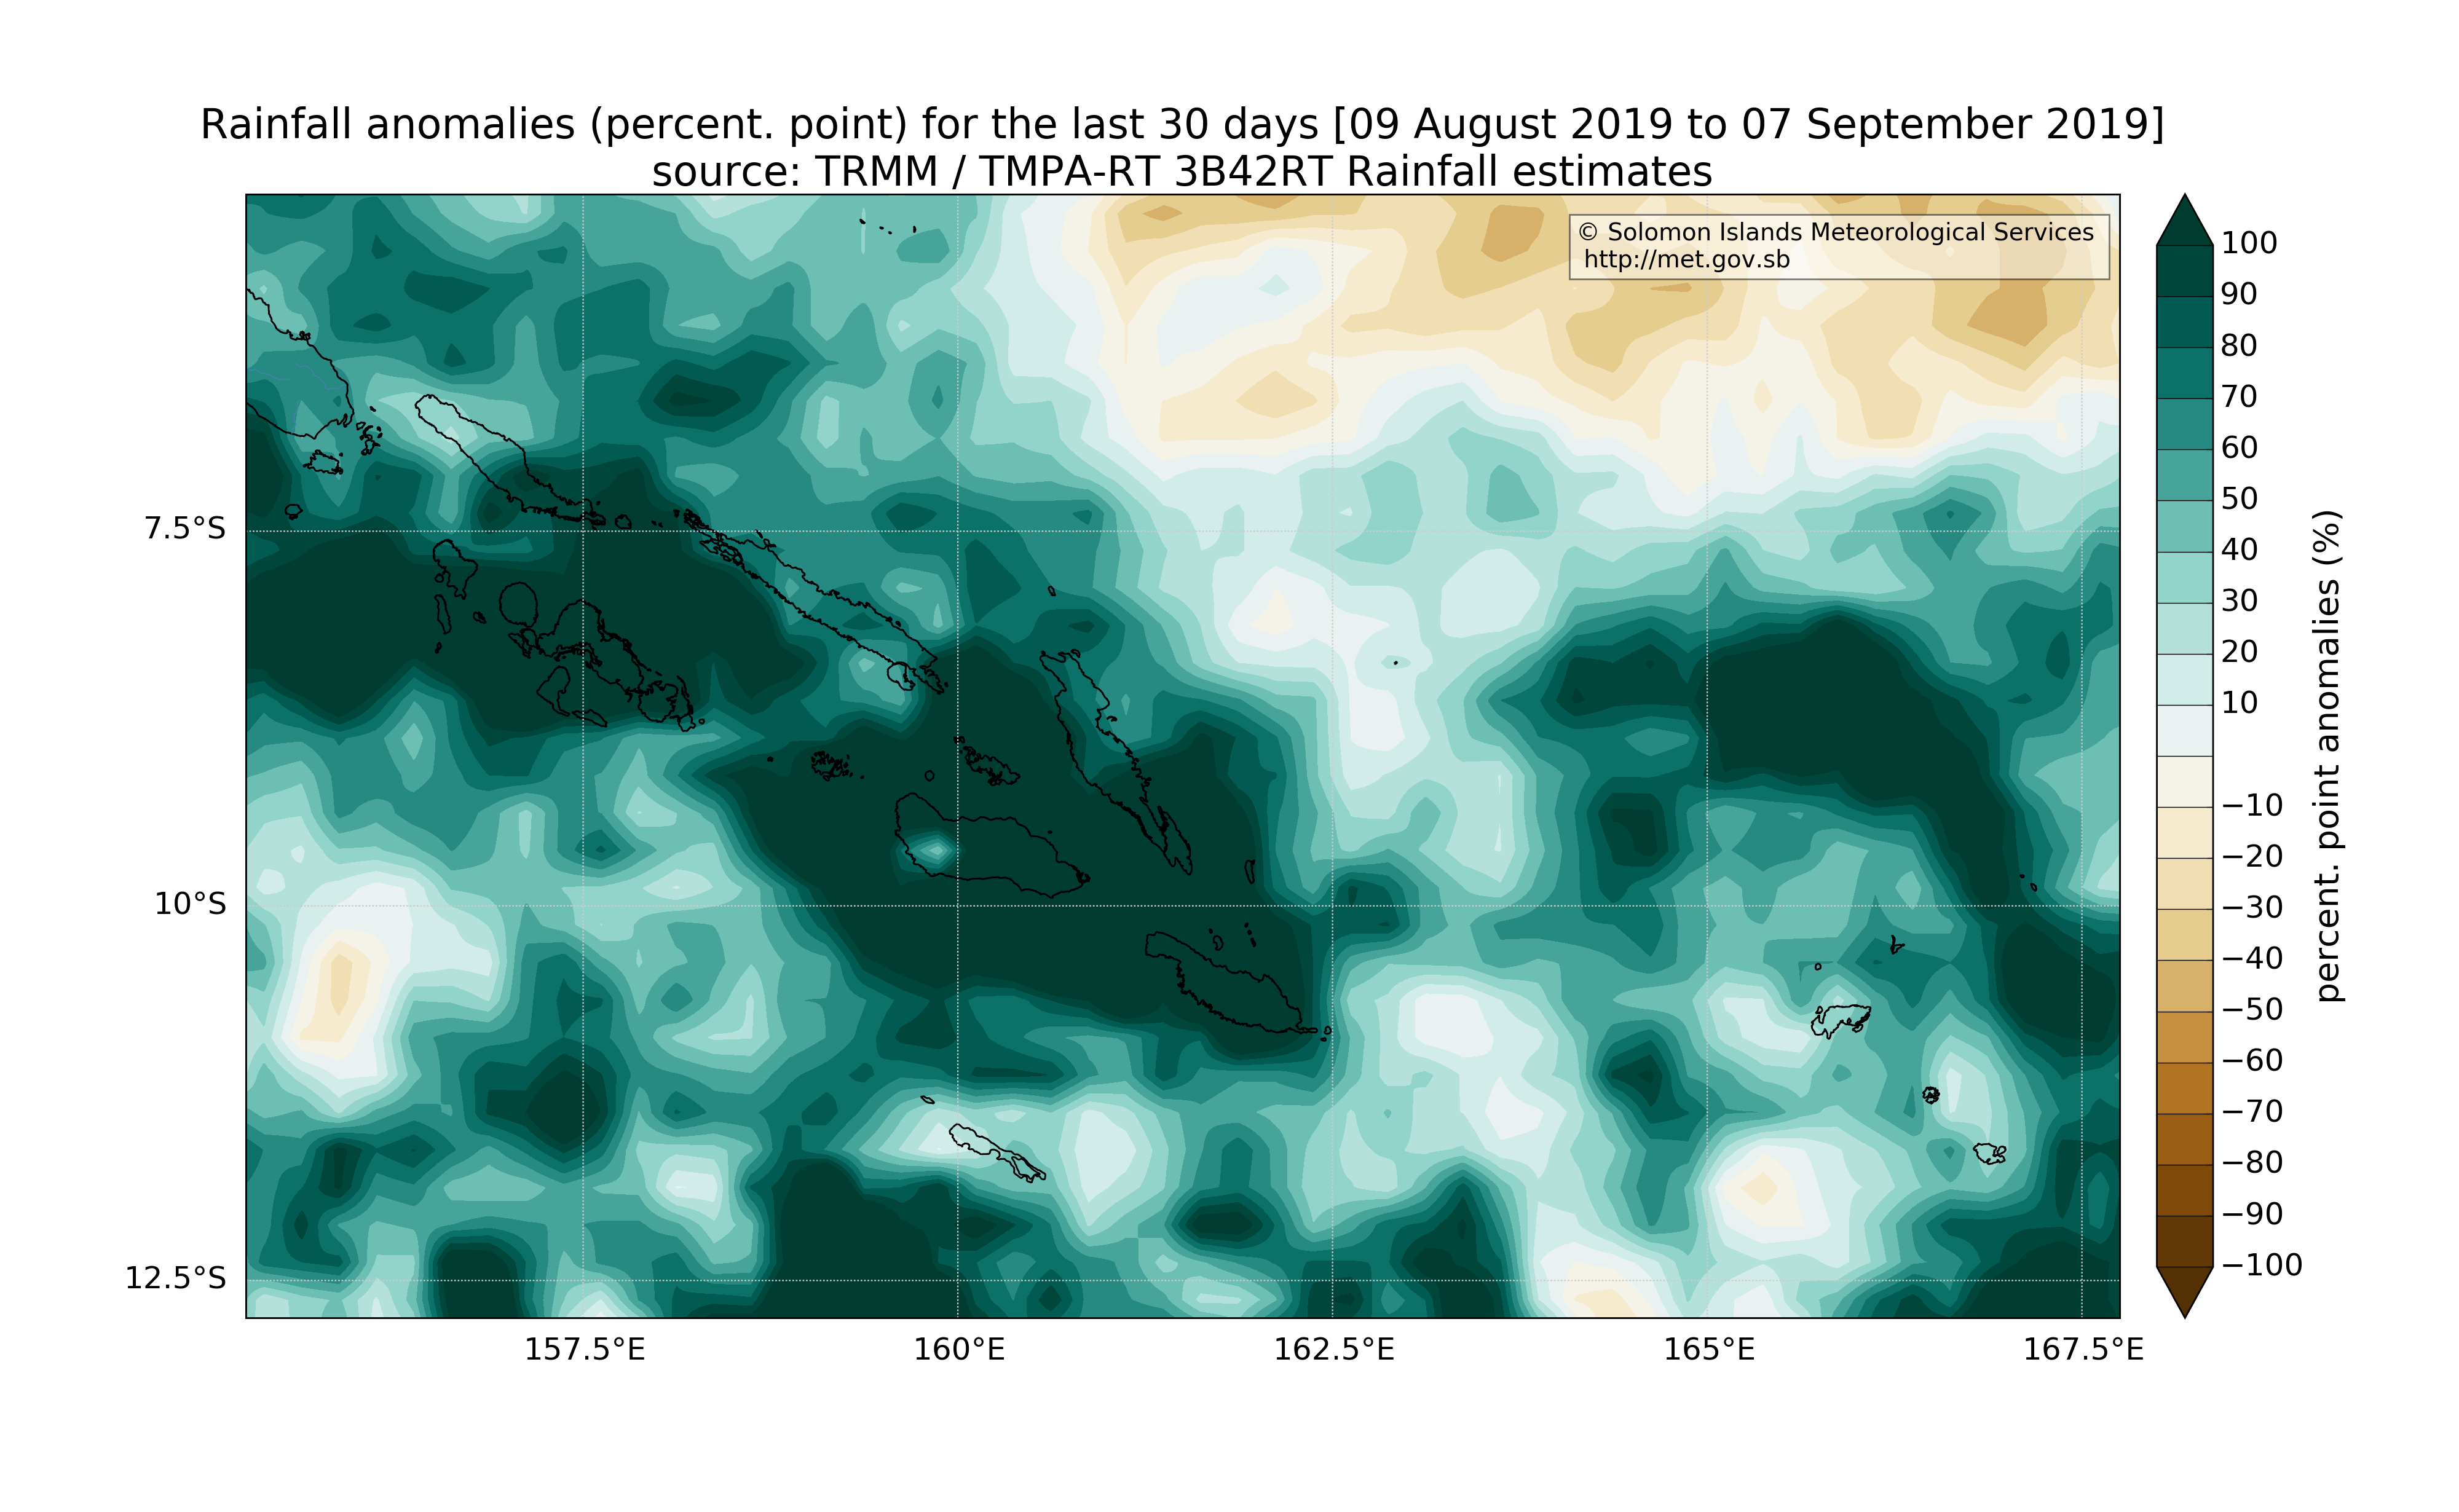 Rainfall anomalies (percent. point) for the last 30 days [09 August 2019 to 07 September 2019]
source: TRMM / TMPA-RT 3B42RT Rainfall estimates
© Solomon Islands Meteorological Services
http://met.gov.sb
7.5°S
10°S
12.5°S
157.5°E
160°E
162.5°E
165°E
167.5°E
100
90
80
70
60
50
40
30
20
10
−10
−20
−30
−40
−50
−60
−70
−80
−90
−100
percent. point anomalies (%)